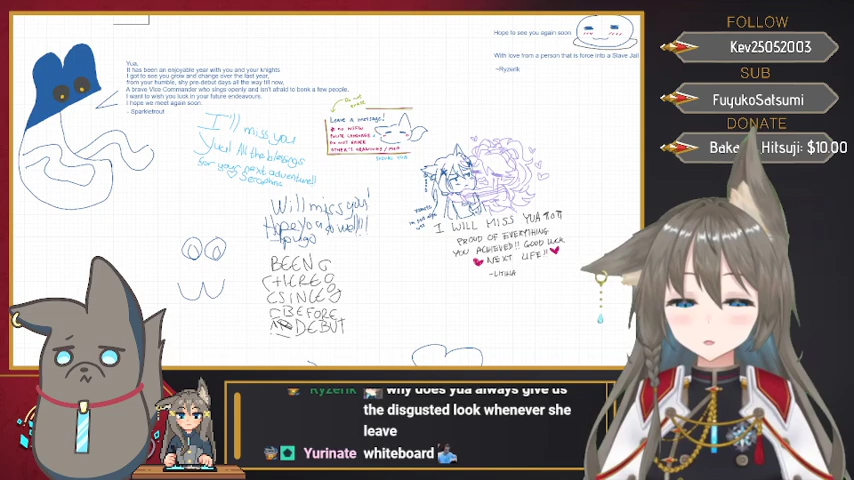 Yua,
It has been an enjoyable year with you and your knights
I got to see you grow and change over the last year,
from your humble, shy pre-debut days all the way till now.
A brave Vice Commander who sings openly and isn't afraid to bonk a few people,
I want to wish you luck in your future endeavours.
I hope we meet again soon.
- Sparkletrout
Hope to see you again soon
With love from a person that is force into a Slave Jail
~Ryzerik
I'll miss you
Yua! All the blessings
for your next adventure!!
Seraphina
Do not erase
Leave a message!
Will miss you!
Hope you do well!!!
BEEN
HERE
SINCE
BEFORE
DEBUT
I WILL MISS YUA
PROUD OF EVERYTHING
YOU ACHIEVED!! GOOD LUCK
NEXT LIFE!!
FOLLOW
Kev25052003
SUB
FuyukoSatsumi
DONATE
Hitsuji: $10.00
Ryzerik why does yua always give us
the disgusted look whenever she
leave
Yurinate whiteboard